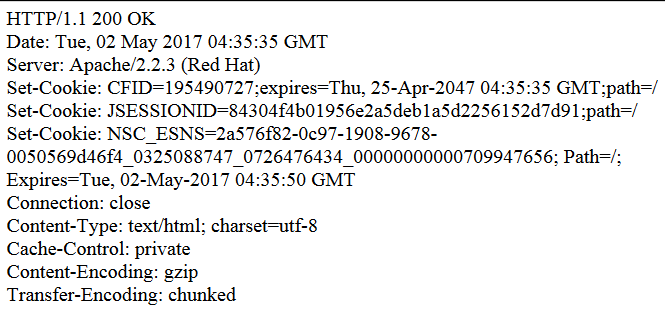 HTTP/1.1 200 OK
Date: Tue, 02 May 2017 04:35:35 GMT
Server: Apache/2.2.3 (Red Hat)
Set-Cookie: CFID=195490727;expires=Thu, 25-Apr-2047 04:35:35 GMT;path=/
Set-Cookie: JSESSIONID=84304f4b01956e2a5deb1a5d2256152d7d91;path=/
Set-Cookie: NSC_ESNS=2a576f82-0c97-1908-9678-
0050569d46f4_0325088747_0726476434_00000000000709947656; Path=/;
Expires=Tue, 02-May-2017 04:35:50 GMT
Connection: close
Content-Type: text/html; charset=utf-8
Cache-Control: private
Content-Encoding: gzip
Transfer-Encoding: chunked